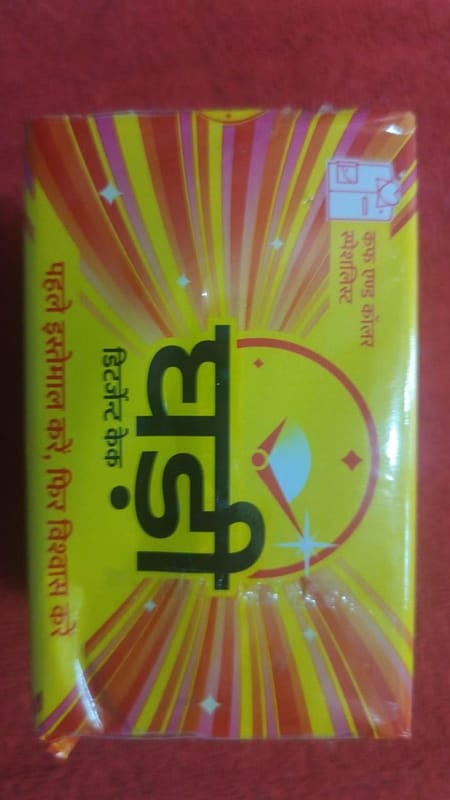 कफ एण्ड कॉलर
स्पेशलिस्ट
घड़ी
डिटर्जेन्ट केक
पहले इस्तेमाल करें, फिर विश्वास करें